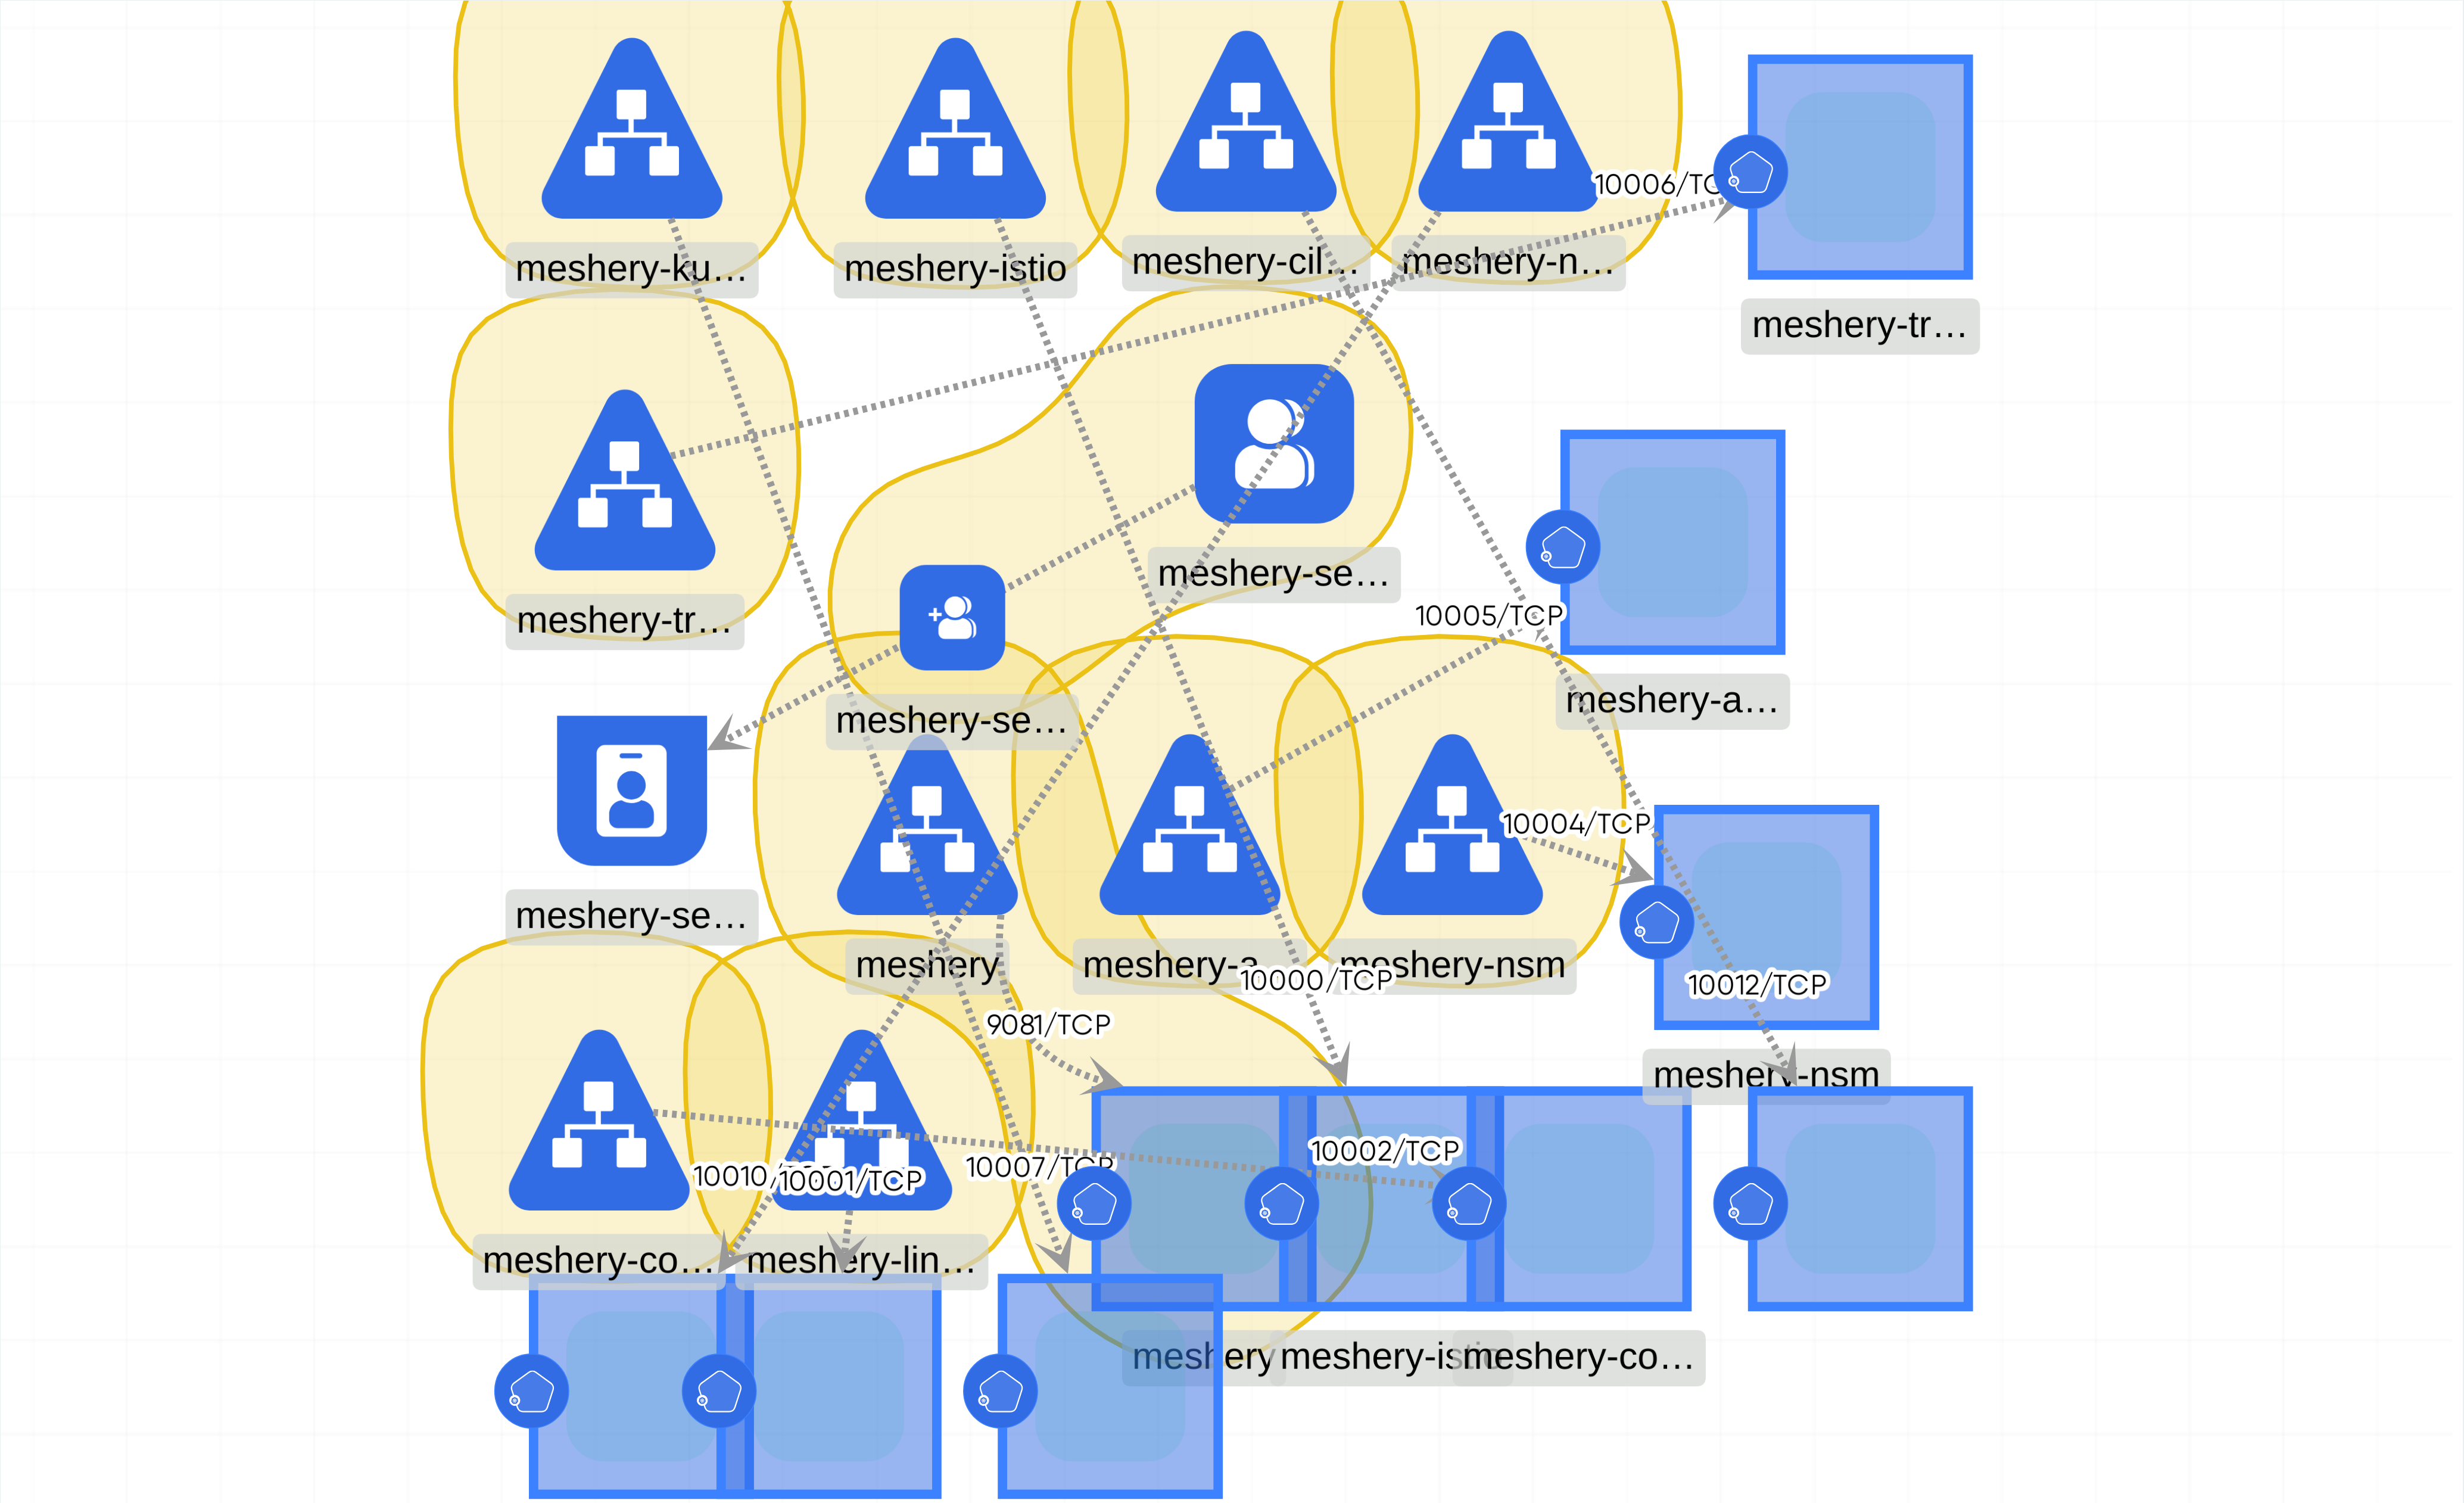 meshery-ku…
meshery-istio
meshery-cil…
meshery-n…
10006/TC
meshery-tr…
meshery-tr…
meshery-se…
10005/TCP
meshery-a…
meshery-se…
meshery-se…
10004/TCP
meshery
meshery-a
meshery-nsm
10000/TCP
10012/TCP
9081/TCP
meshery-nsm
10010/
10001/TCP
10007/TCP
10002/TCP
meshery-co…
meshery-lin…
meshery
meshery-istio
meshery-co…